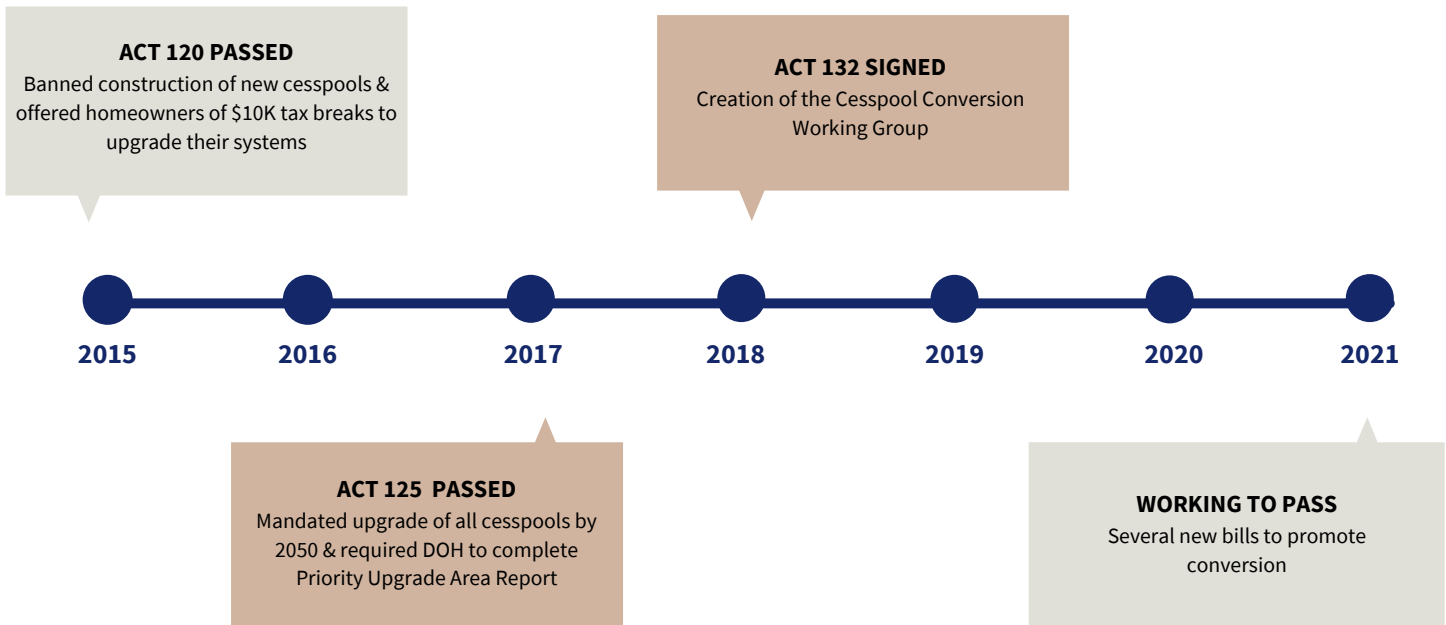 ACT 120 PASSED
Banned construction of new cesspools &
offered homeowners of $10K tax breaks to
upgrade their systems
ACT 132 SIGNED
Creation of the Cesspool Conversion
Working Group
2015
2016
2017
2018
2019
2020
2021
ACT 125  PASSED
Mandated upgrade of all cesspools by
2050 & required DOH to complete
Priority Upgrade Area Report
WORKING TO PASS
Several new bills to promote
conversion